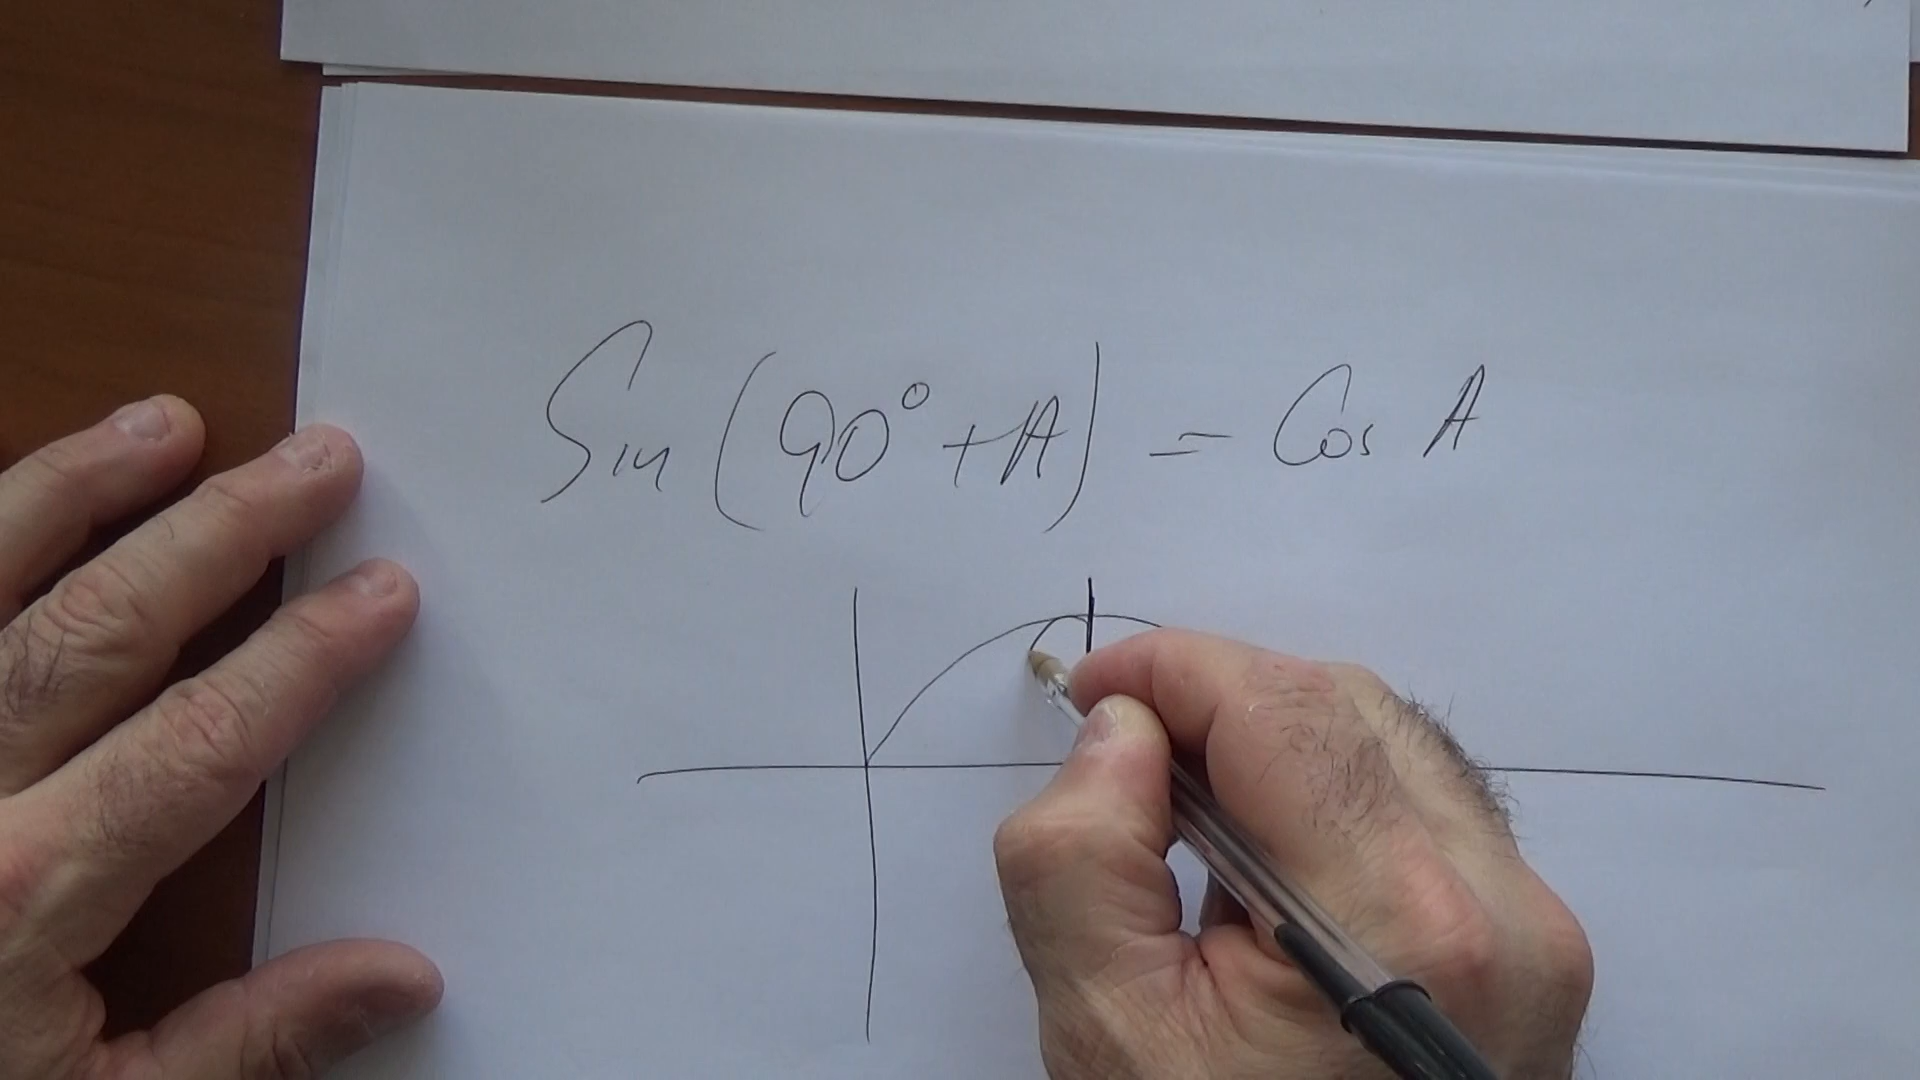 Sin (90° + A) = Cos A